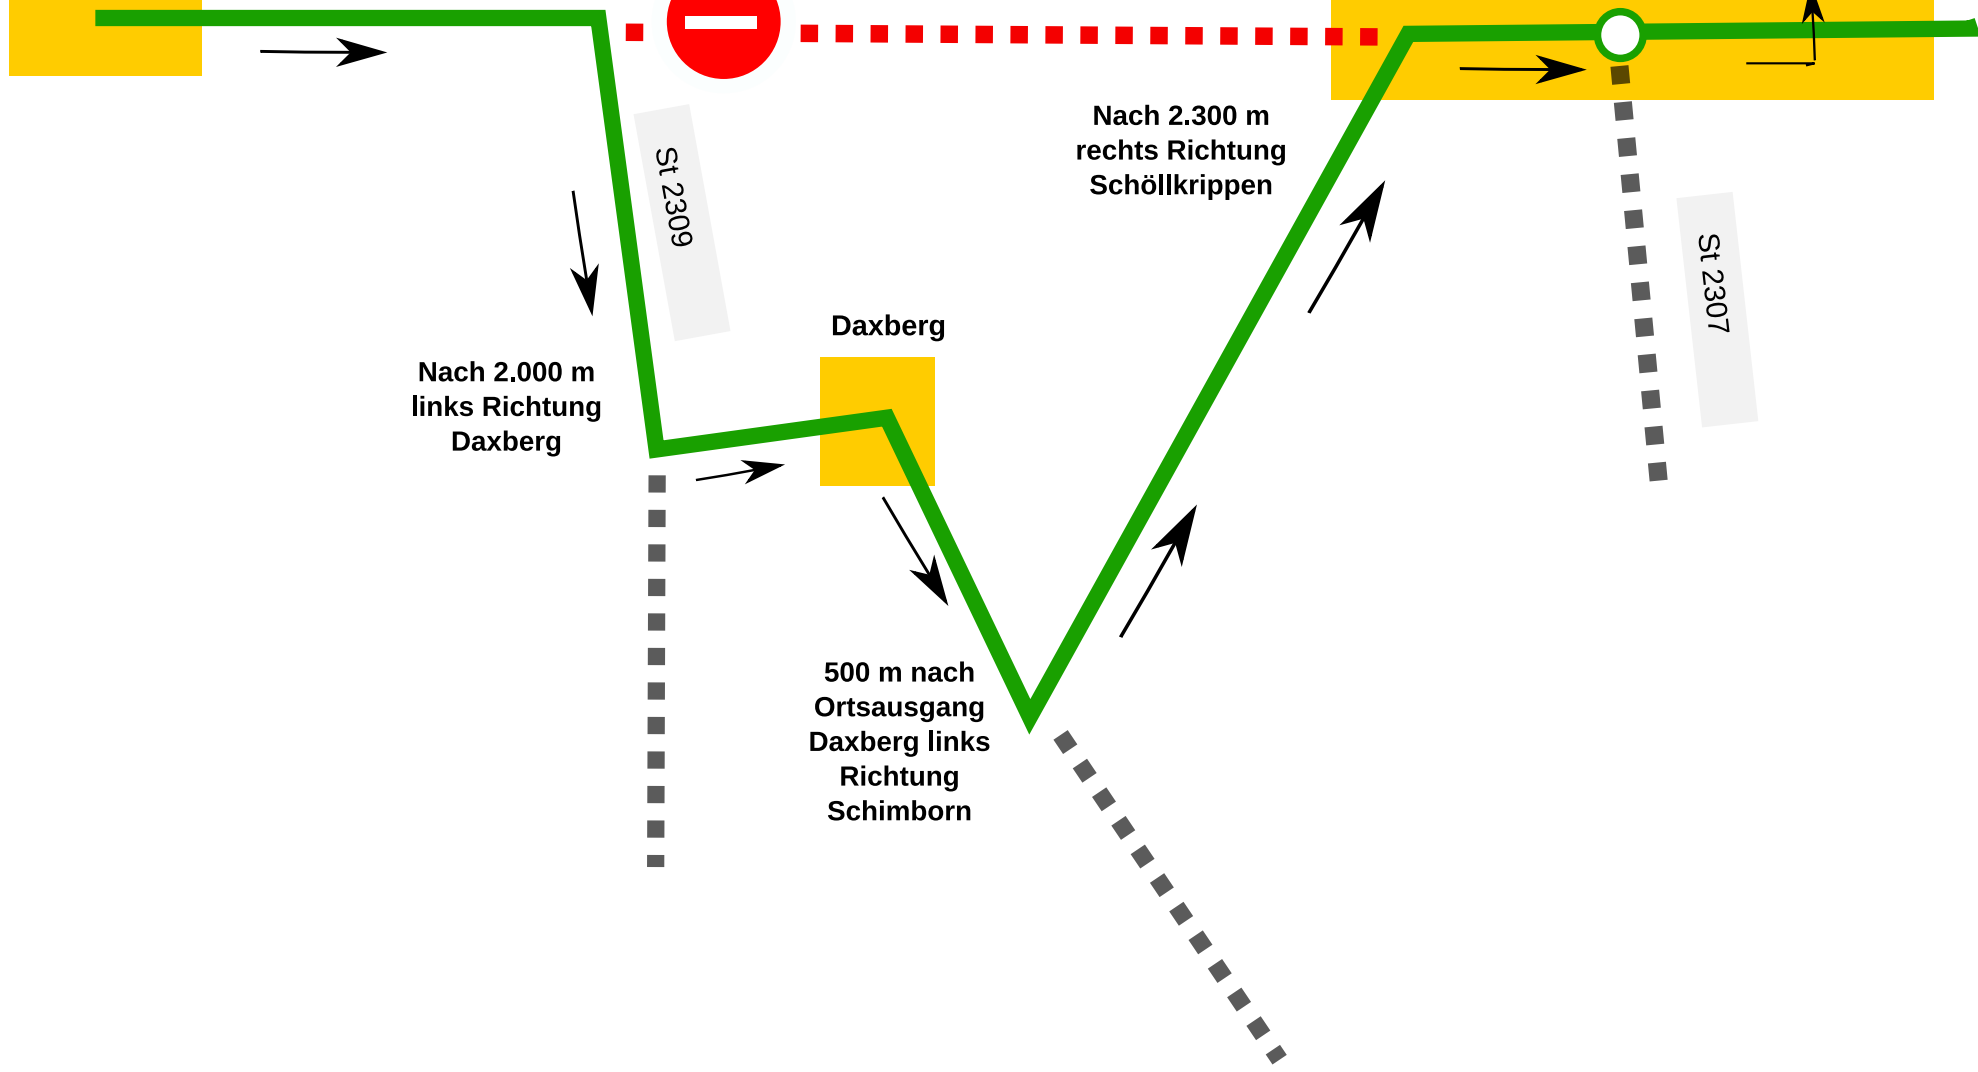 Nach 2.300 m
rechts Richtung
Schöllkrippen
St 2309
St 2307
Daxberg
Nach 2.000 m
links Richtung
Daxberg
500 m nach
Ortsausgang
Daxberg links
Richtung
Schimborn